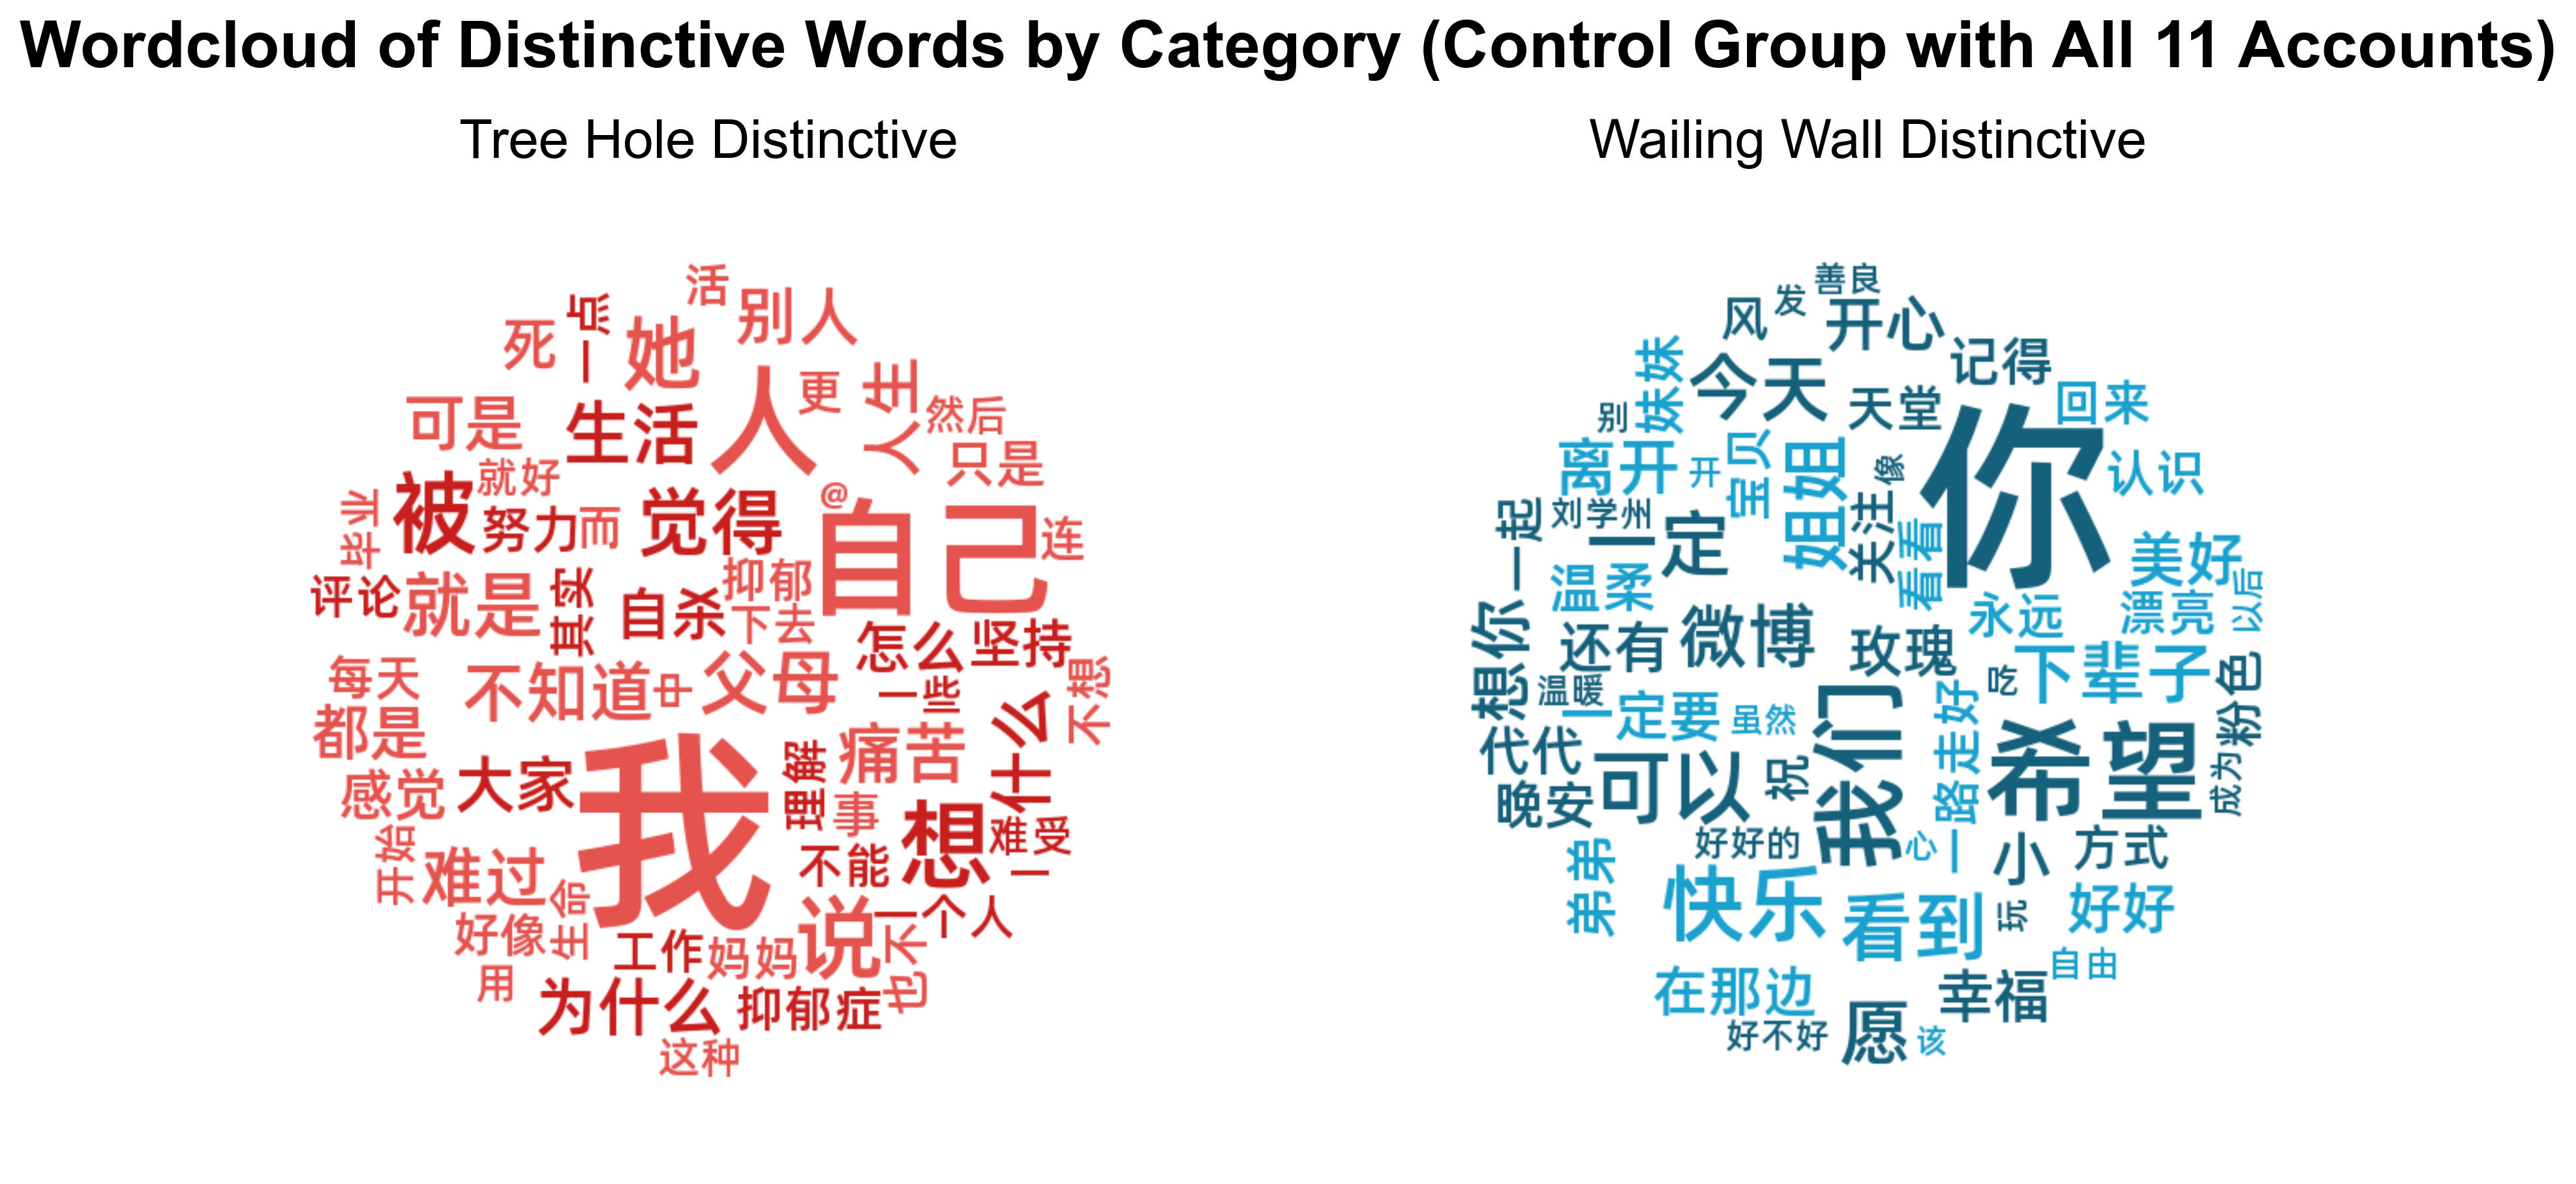 Wordcloud of Distinctive Words by Category (Control Group with All 11 Accounts)
Tree Hole Distinctive
活
别人
一点
死
她
人
更
人生
然后
可是
生活
只是
就好
被
觉得
@
自己
连
毕业
努力
而
评论
就是
其实
自杀
抑郁
下去
怎么
坚持
每天
不知道
中
父母
一些
不想
都是
什么
痛苦
理解
大家
我
感觉
事
想
难受
开始
难过
不能
一
生命
说
一个人
好像
工作
妈妈
也不
用
为什么
抑郁症
这种
Wailing Wall Distinctive
善良
发
风
开心
记得
妹妹
今天
天堂
回来
别
你
离开
开
宝贝
姐姐
像
认识
一起
刘学州
一定
关注
看看
美好
温柔
永远
漂亮
以后
想你
还有
微博
玫瑰
吃
下辈子
粉色
温暖
一定要
虽然
我们
一路走好
代代
可以
祝
希望
成为
晚安
好好的
心
小
方式
弟弟
快乐
看到
玩
好好
在那边
幸福
自由
好不好
愿
该